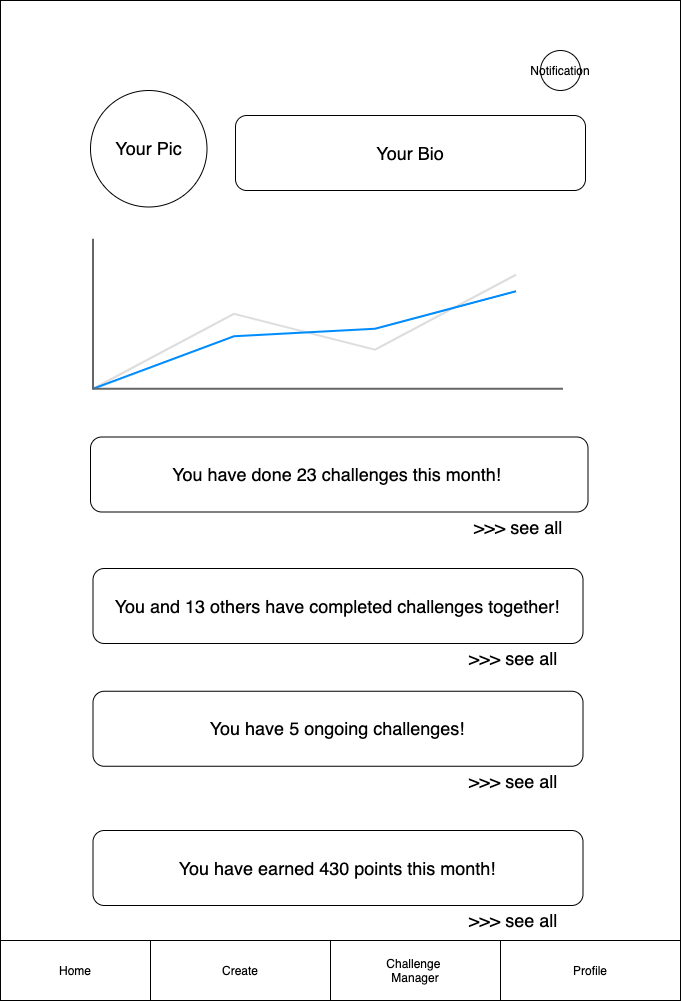 Notification
Your Pic
Your Bio
You have done 23 challenges this month!
>>> see all
You and 13 others have completed challenges together!
>>> see all
You have 5 ongoing challenges!
>>> see all
You have earned 430 points this month!
>>> see all
Home
Create
Challenge
Manager
Profile